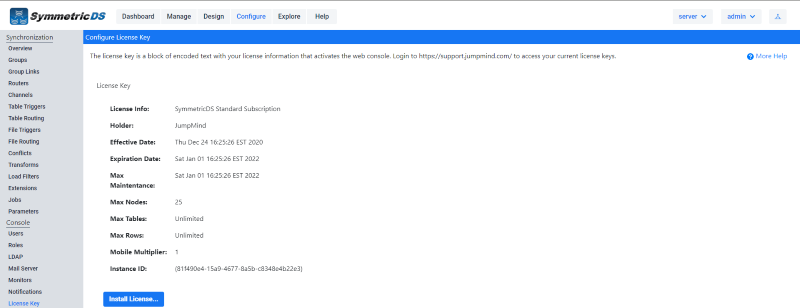 SymmetricDS
Dashboard Manage Design Configure Explore Help
server admin
Synchronization
Overview
Groups
Group Links
Routers
Channels
Table Triggers
Table Routing
File Triggers
File Routing
Conflicts
Transforms
Load Filters
Extensions
Jobs
Parameters
Console
Users
Roles
LDAP
Mail Server
Monitors
Notifications
License Key
Configure License Key
The license key is a block of encoded text with your license information that activates the web console. Login to https://support.jumpmind.com/ to access your current license keys.
More Help
License Key
License Info: SymmetricDS Standard Subscription
Holder: JumpMind
Effective Date: Thu Dec 24 16:25:26 EST 2020
Expiration Date: Sat Jan 01 16:25:26 EST 2022
Max
Maintentance: Sat Jan 01 16:25:26 EST 2022
Max Nodes: 25
Max Tables: Unlimited
Max Rows: Unlimited
Mobile Multiplier: 1
Instance ID: (81f490e4-15a9-4677-8a5b-c8348e4b22e3)
Install License...